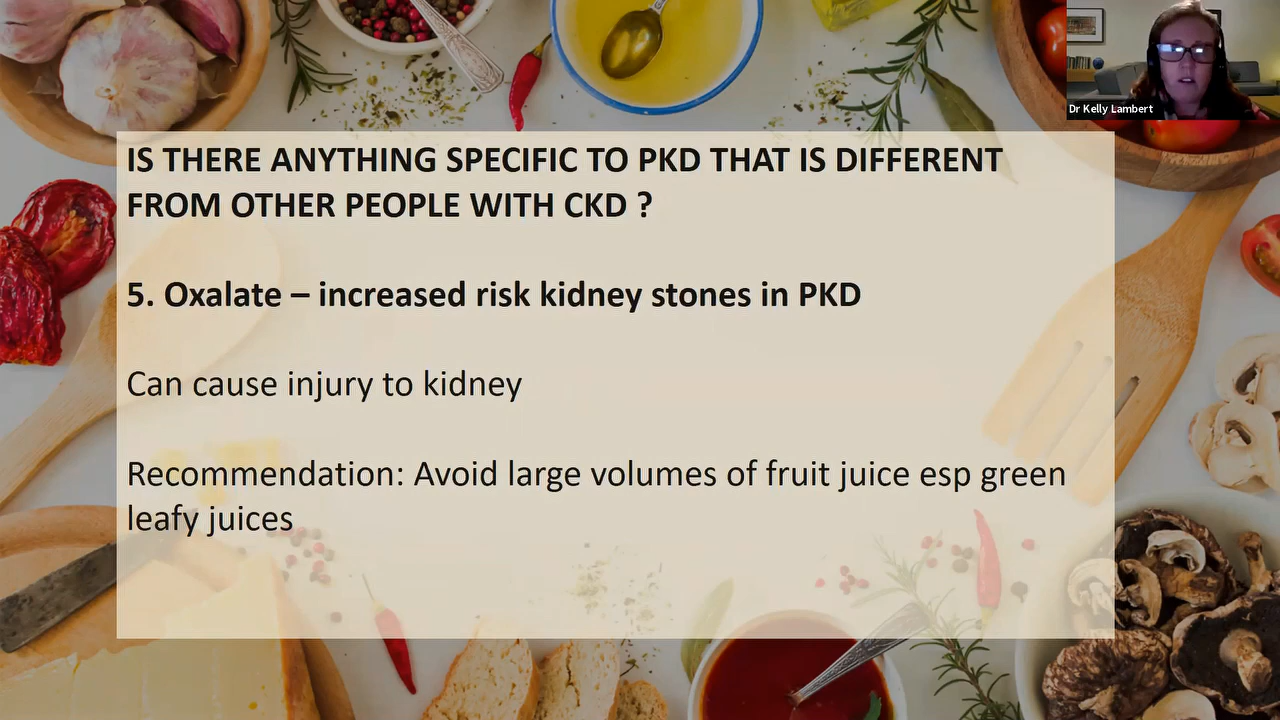 Dr Kelly Lambert
IS THERE ANYTHING SPECIFIC TO PKD THAT IS DIFFERENT
FROM OTHER PEOPLE WITH CKD ?
5. Oxalate – increased risk kidney stones in PKD
Can cause injury to kidney
Recommendation: Avoid large volumes of fruit juice esp green
leafy juices